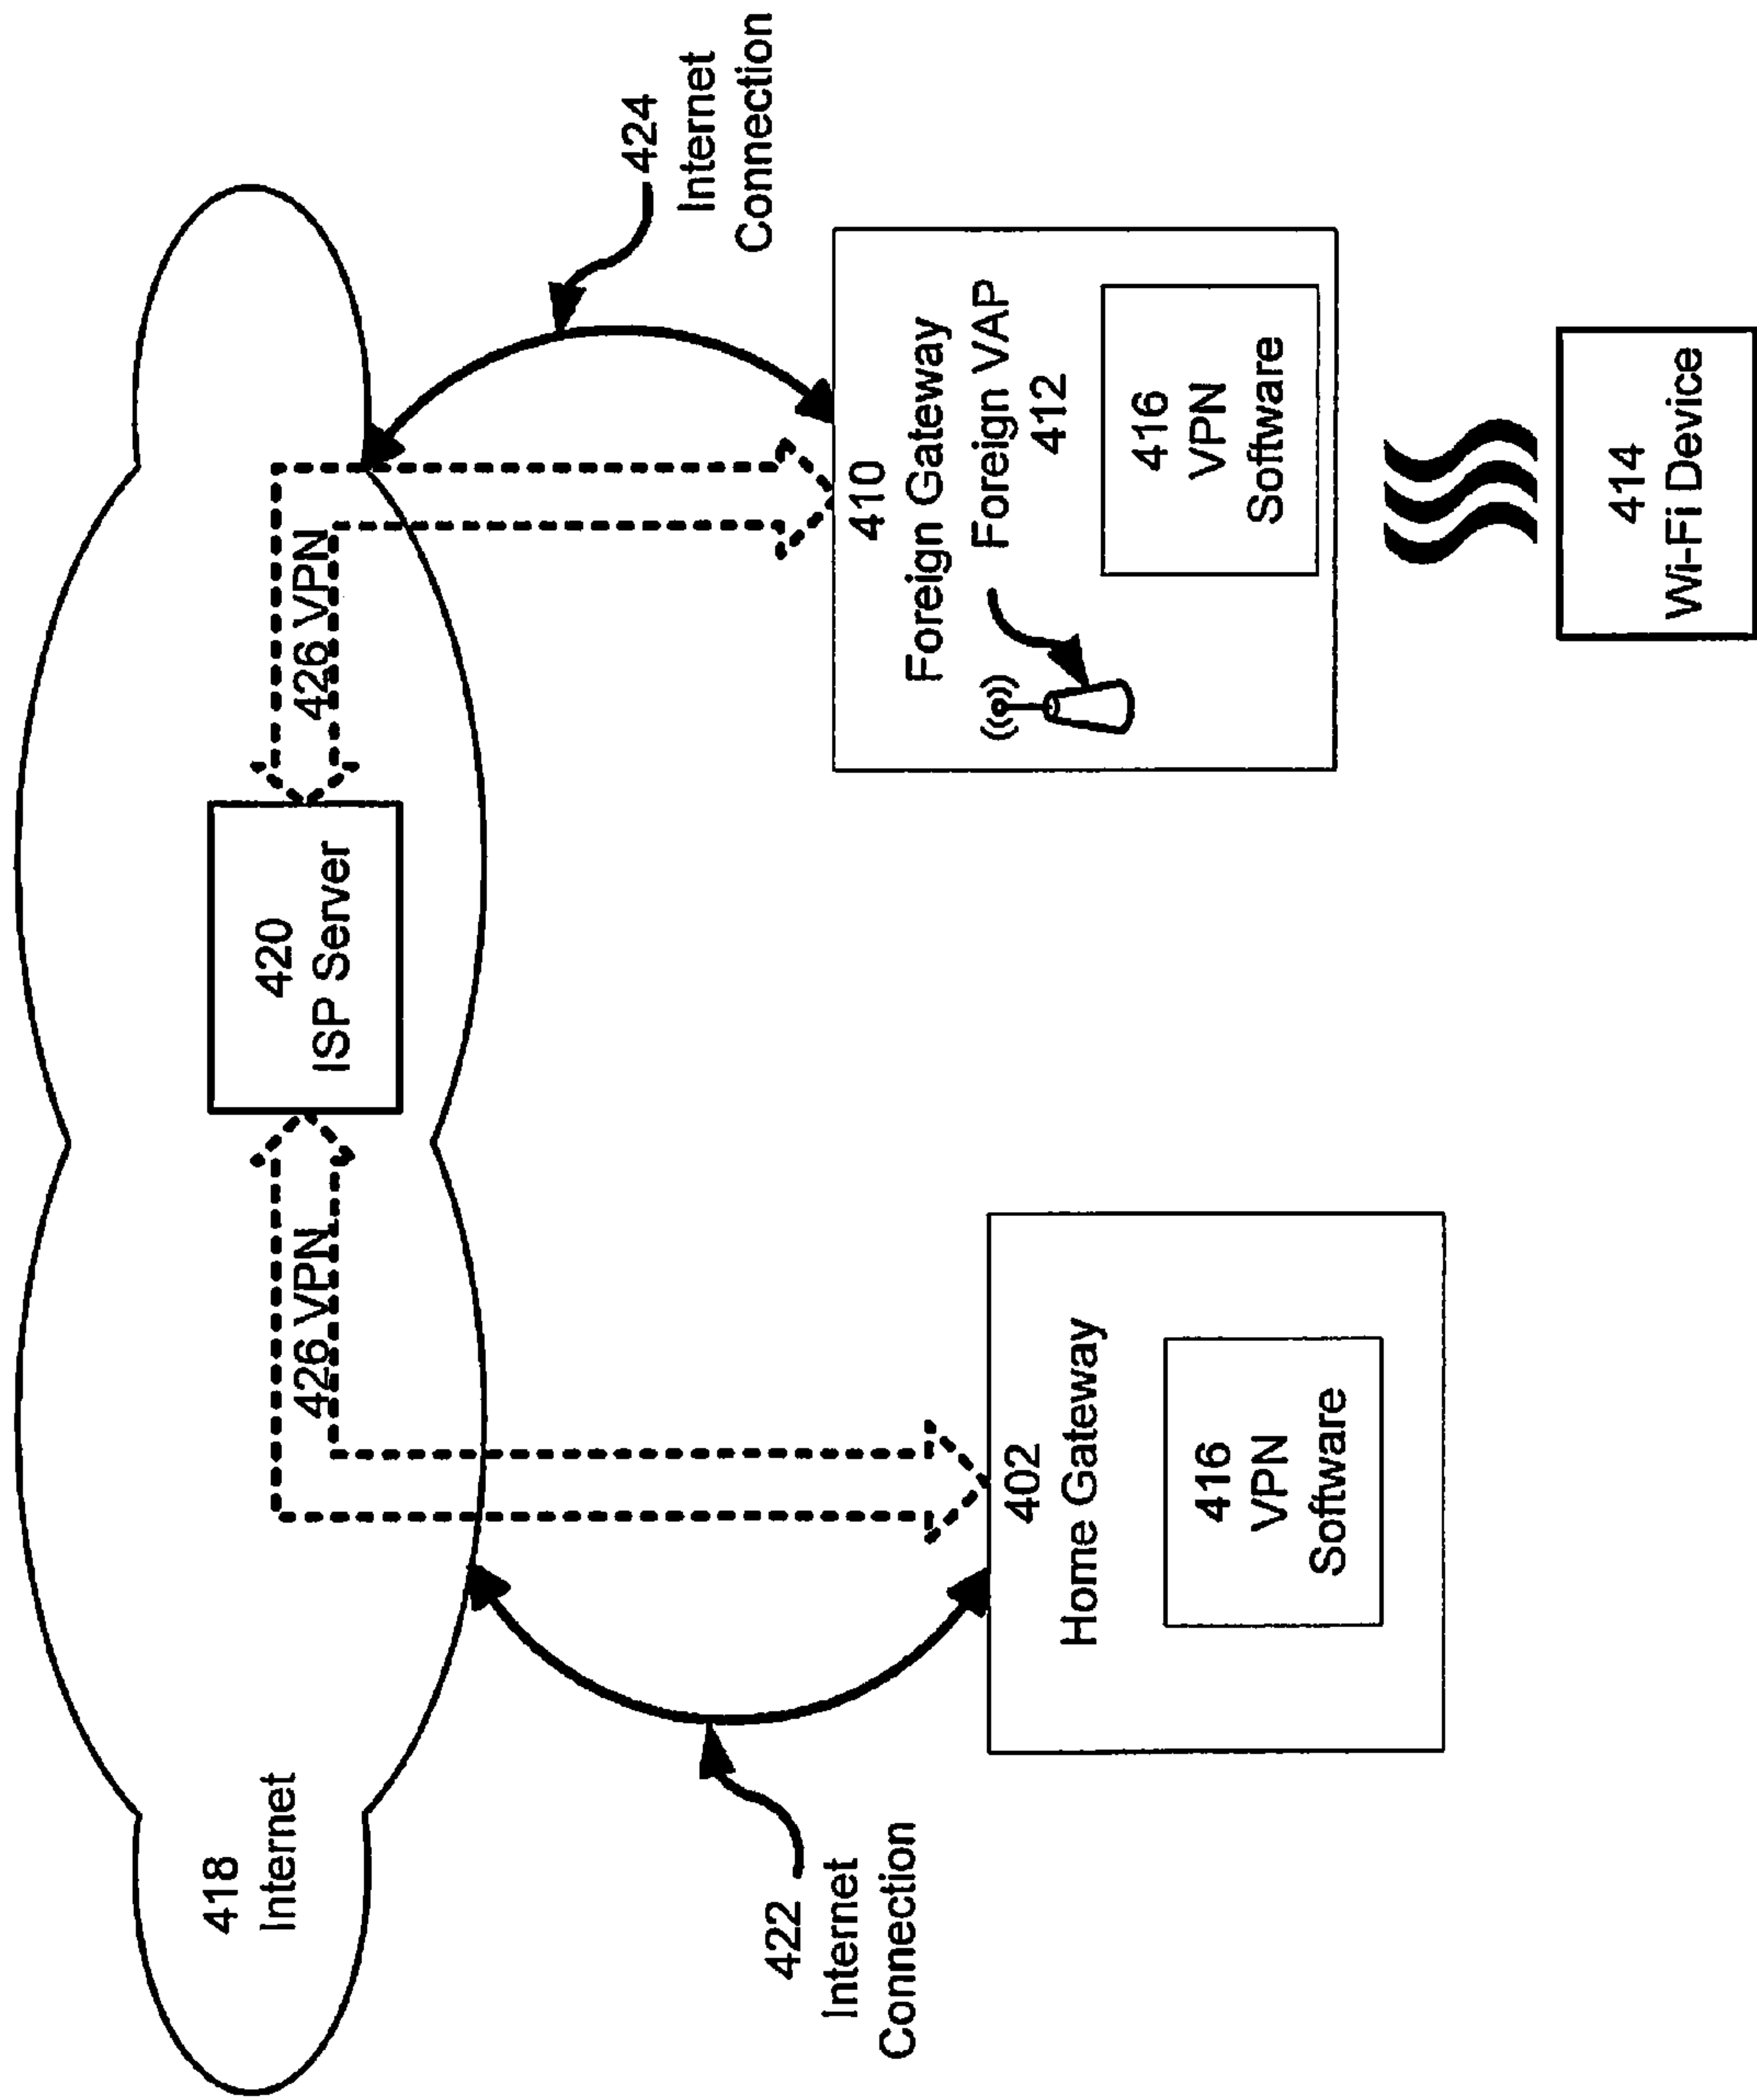 418
Internet
420
ISP Server
426 VPN
426 VPN
422
Internet
Connection
424
Internet
Connection
402
Home Gateway
416
VPN
Software
410
Foreign Gateway
Foreign VAP
412
416
VPN
Software
414
Wi-Fi Device